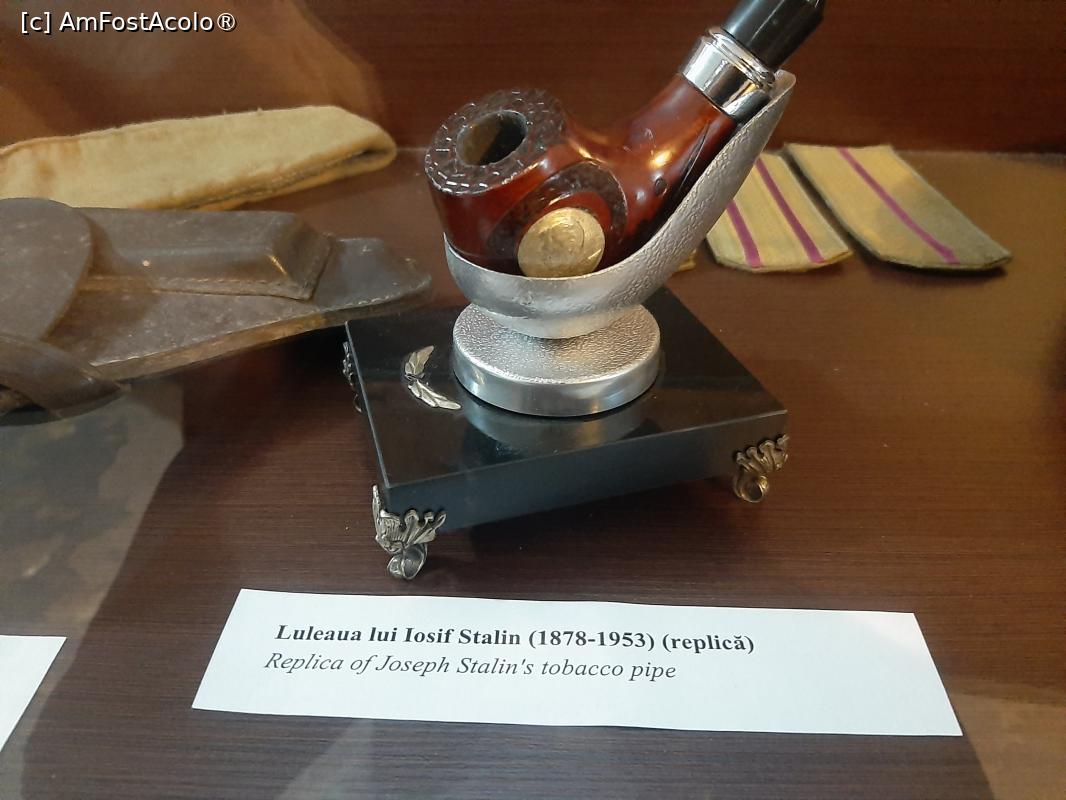 [c] AmFostAcolo®
Luleaua lui Iosif Stalin (1878-1953) (replică)
Replica of Joseph Stalin's tobacco pipe